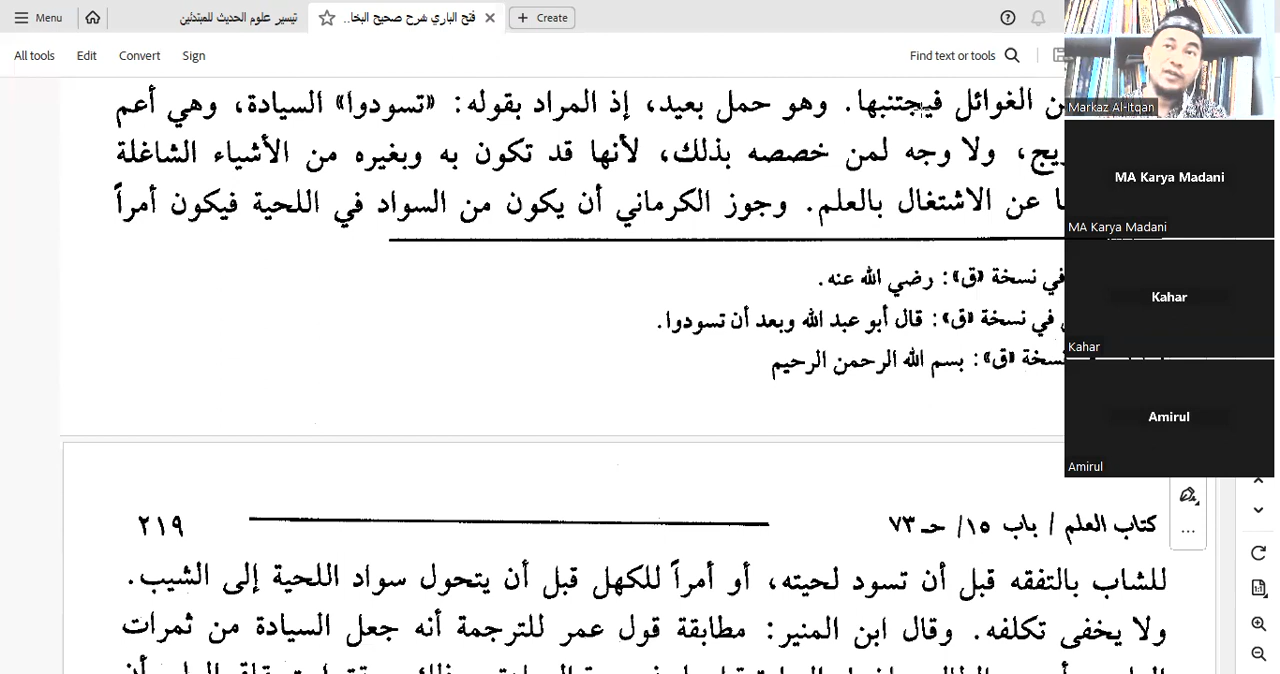 Menu
تيسير علوم الحديث للمبتدئين
فتح الباري شرح صحيح البخا..
Create
All tools
Edit
Convert
Sign
Find text or tools
الغوائل فيجتنبها. وهو حمل بعيد، إذ المراد بقوله: «تسودوا» السيادة، وهي أعم
ولا وجه لمن خصصه بذلك، لأنها قد تكون به وبغيره من الأشياء الشاغلة
عن الاشتغال بالعلم. وجوز الكرماني أن يكون من السواد في اللحية فيكون أمراً
في نسخة «ق»: رضي الله عنه.
في نسخة «ق»: قال أبو عبد الله وبعد أن تسودوا.
نسخة «ق»: بسم الله الرحمن الرحيم
Markaz Al-Itqan
MA Karya Madani
MA Karya Madani
Kahar
Kahar
Amirul
Amirul
كتاب العلم / باب ١٥/ حـ ٧٣
٢١٩
للشاب بالتفقه قبل أن تسود لحيته، أو أمراً للكهل قبل أن يتحول سواد اللحية إلى الشيب.
ولا يخفى تكلفه. وقال ابن المنير: مطابقة قول عمر للترجمة أنه جعل السيادة من ثمرات